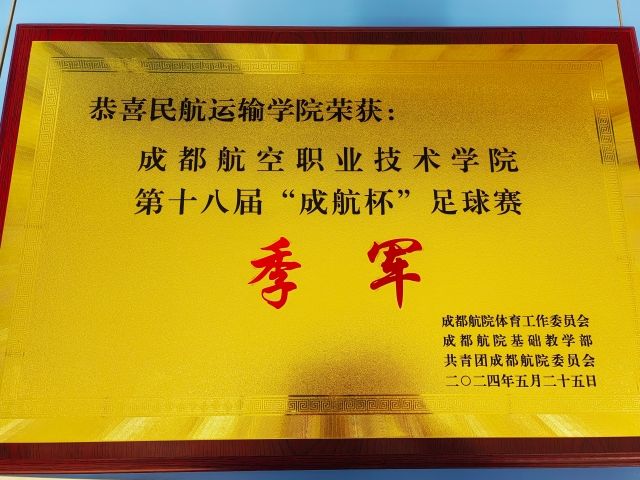 恭喜民航运输学院荣获：
成都航空职业技术学院
第十八届“成航杯”足球赛
季军
成都航院体育工作委员会
成都航院基础教学部
共青团成都航院委员会
二〇二四年五月二十五日